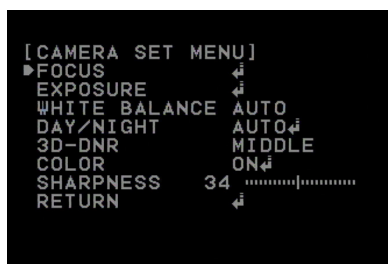 [CAMERA SET MENU]
FOCUS ↲
EXPOSURE ↲
WHITE BALANCE AUTO
DAY/NIGHT AUTO↲
3D-DNR MIDDLE
COLOR ON↲
SHARPNESS 34
RETURN ↲